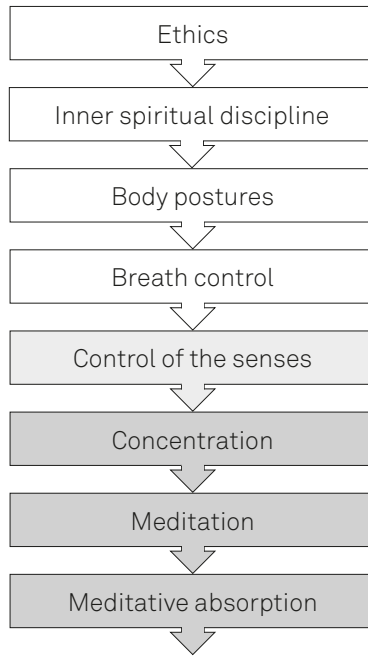 Ethics
Inner spiritual discipline
Body postures
Breath control
Control of the senses
Concentration
Meditation
Meditative absorption